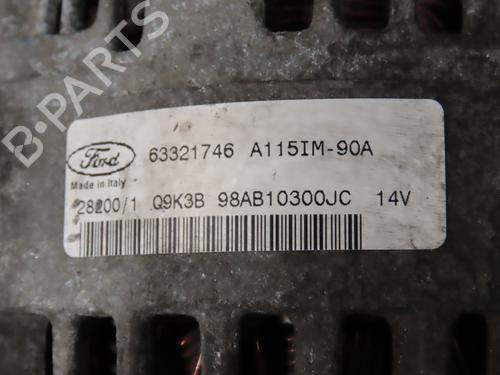 B-PARTS
Ford 63321746 A115IM-90A
Made in Italy
28200/1 Q9K3B 98AB10300JC 14V